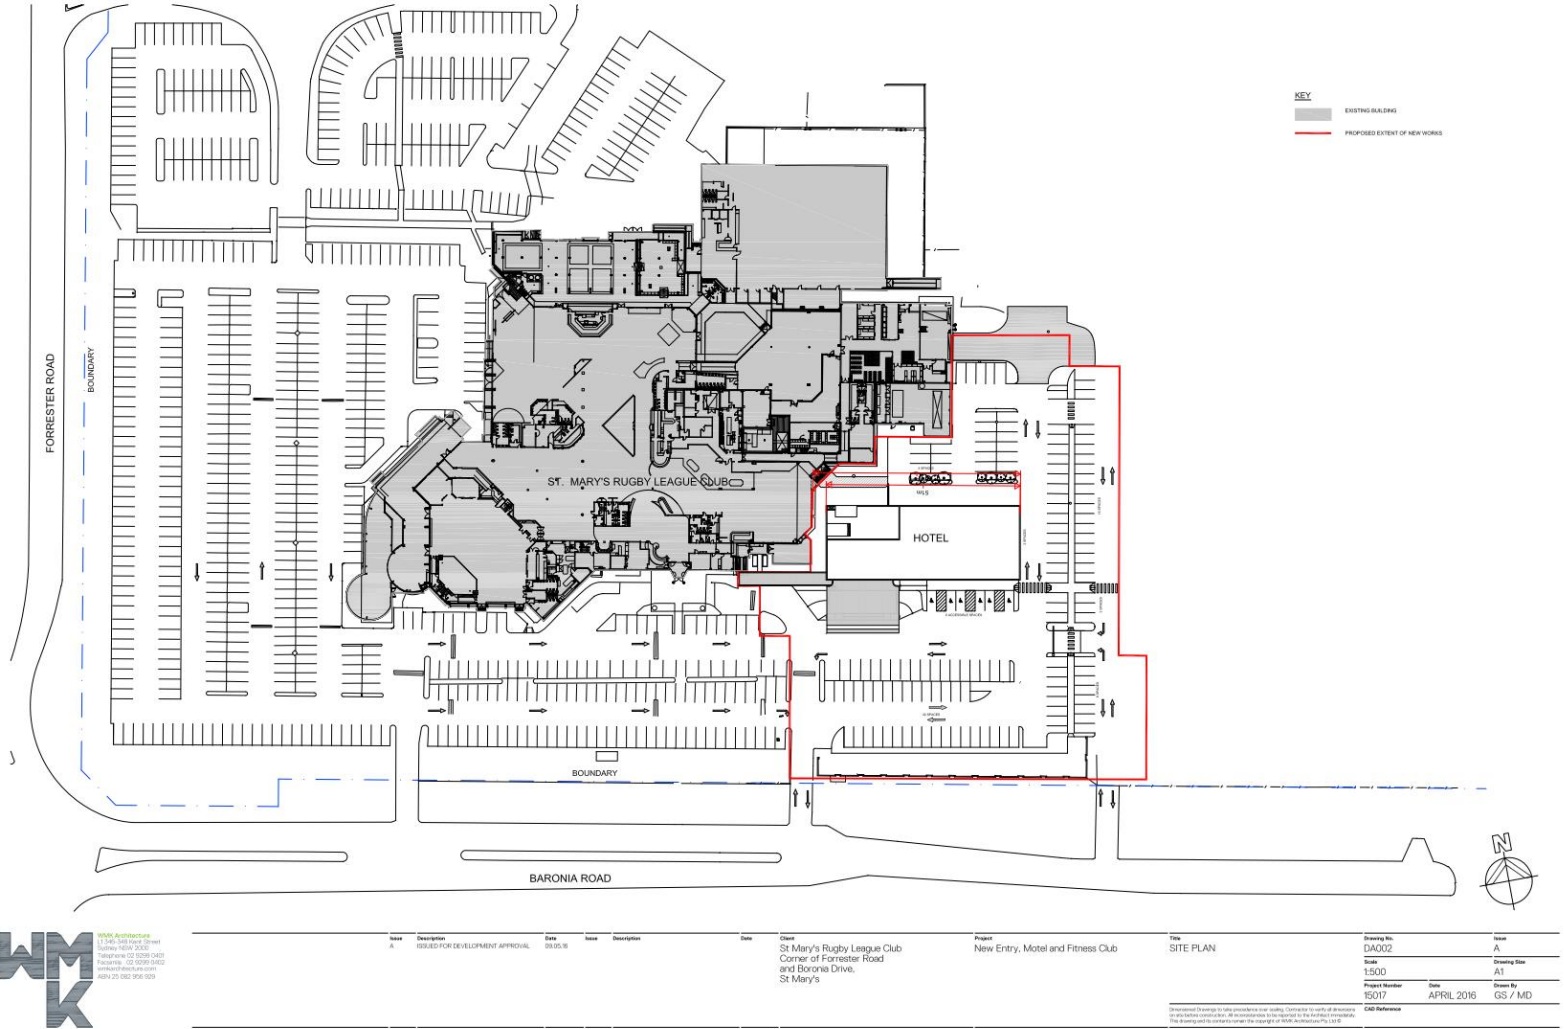 KEY
EXISTING BUILDING
PROPOSED EXTENT OF NEW WORKS
FORRESTER ROAD
BOUNDARY
ST. MARY'S RUGBY LEAGUE CLUB
HOTEL
BOUNDARY
BARONIA ROAD
N
WMK
WMK Architecture
Issue
A
Description
ISSUED FOR DEVELOPMENT APPROVAL
Date
Issue
Description
Date
Client
St Mary's Rugby League Club
Corner of Forrester Road
and Boronia Drive,
St Mary's
Project
New Entry, Motel and Fitness Club
Title
SITE PLAN
Drawing No.
DA002
Issue
A
Scale
1:500
Drawing Size
A1
Project Number
15017
Date
APRIL 2016
Drawn By
GS / MD
CAD Reference